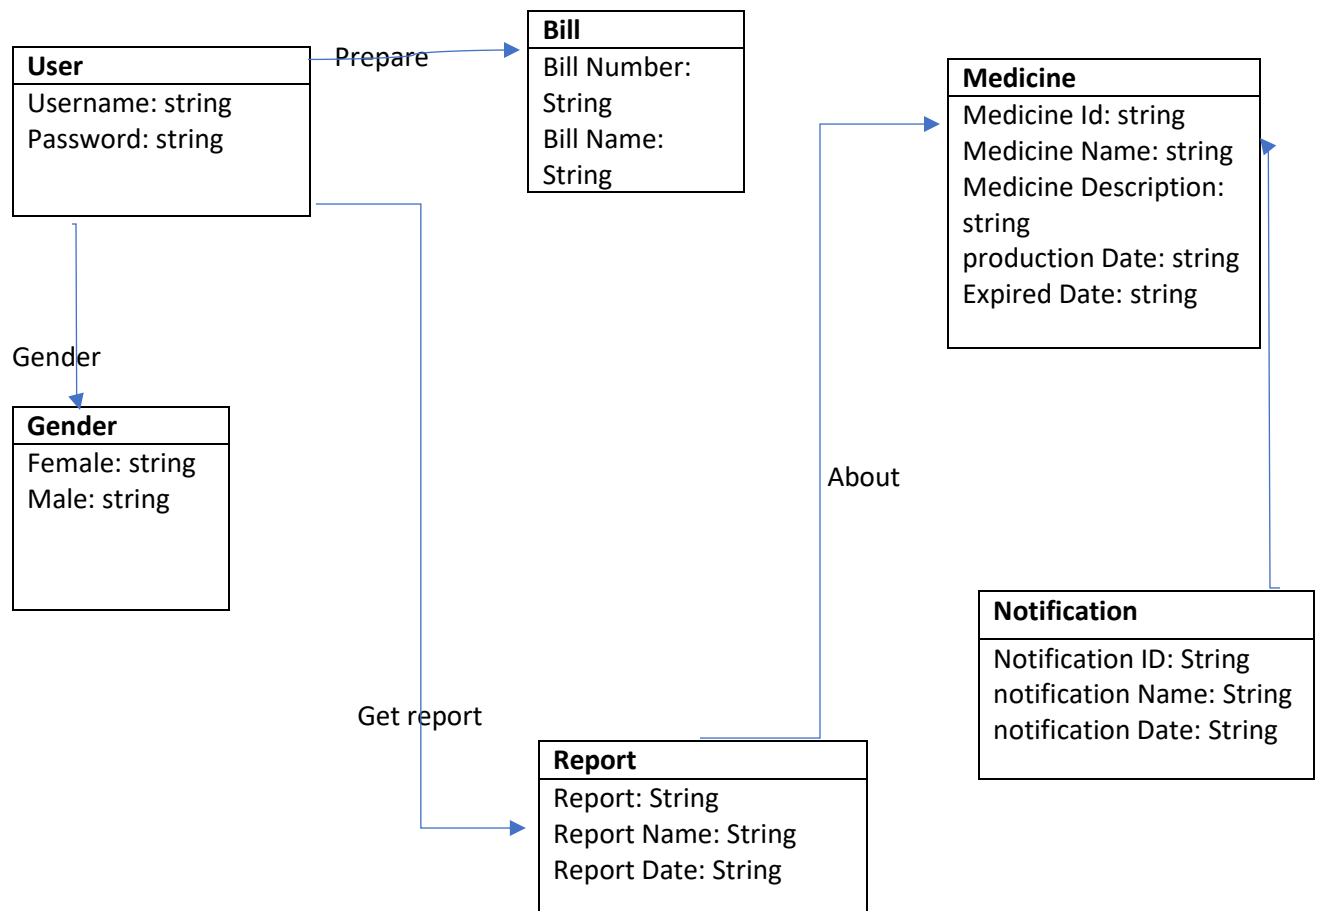 User
Username: string
Password: string
Prepare
Bill
Bill Number:
String
Bill Name:
String
Medicine
Medicine Id: string
Medicine Name: string
Medicine Description:
string
production Date: string
Expired Date: string
Gender
Gender
Female: string
Male: string
About
Get report
Report
Report: String
Report Name: String
Report Date: String
Notification
Notification ID: String
notification Name: String
notification Date: String